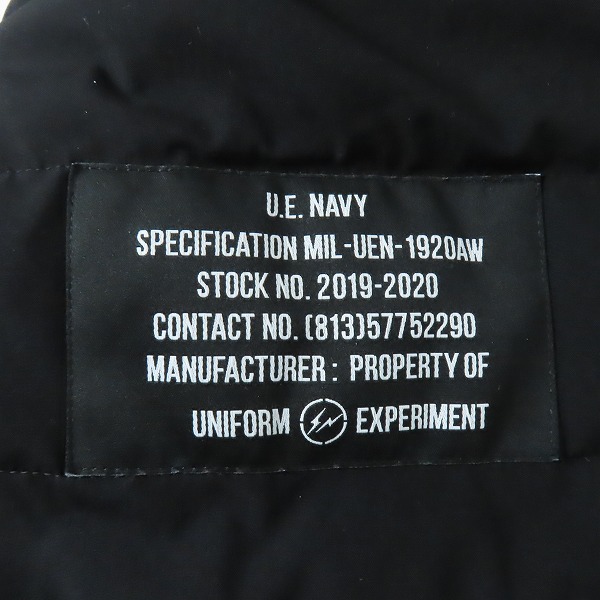 U.E. NAVY
SPECIFICATION MIL-UEN-1920AW
STOCK NO. 2019-2020
CONTACT NO. (813)57752290
MANUFACTURER : PROPERTY OF
UNIFORM EXPERIMENT